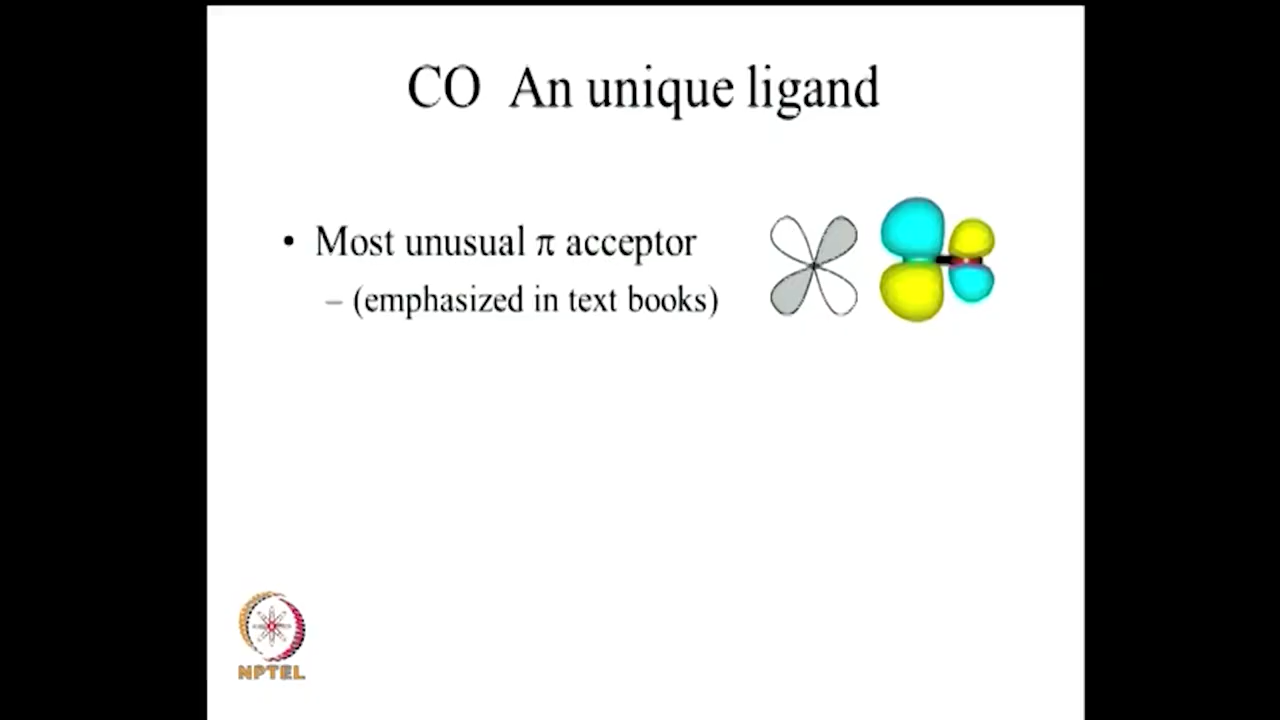 CO An unique ligand
• Most unusual π acceptor
– (emphasized in text books)
NPTEL